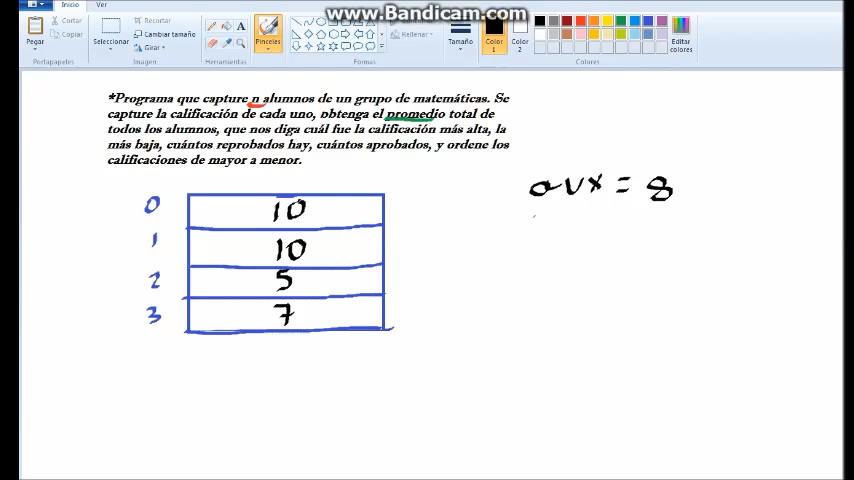 www.Bandicam.com
Inicio
Ver
Pegar
Cortar
Copiar
Portapapeles
Seleccionar
Recortar
Cambiar tamaño
Girar
Imagen
Herramientas
Pinceles
Rellenar
Formas
Tamaño
Color 1
Color 2
Colores
Editar colores
*Programa que capture n alumnos de un grupo de matemáticas. Se
capture la calificación de cada uno, obtenga el promedio total de
todos los alumnos, que nos diga cuál fue la calificación más alta, la
más baja, cuántos reprobados hay, cuántos aprobados, y ordene los
calificaciones de mayor a menor.
aux = 8
0 10
1 10
2 5
3 7